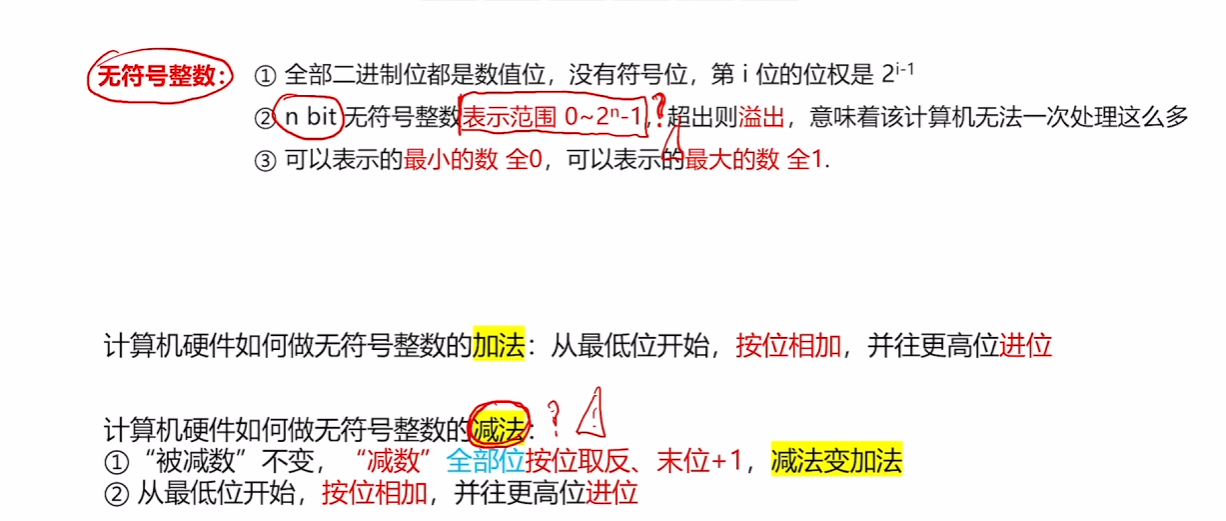 无符号整数： ① 全部二进制位都是数值位，没有符号位，第 i 位的位权是 2^{i-1}
② n bit 无符号整数表示范围 0~2^n-1，?超出则溢出，意味着该计算机无法一次处理这么多
③ 可以表示的最小的数 全0，可以表示的最大的数 全1.
计算机硬件如何做无符号整数的加法：从最低位开始，按位相加，并往更高位进位
计算机硬件如何做无符号整数的减法：?
①“被减数”不变，“减数”全部位按位取反、末位+1，减法变加法
② 从最低位开始，按位相加，并往更高位进位